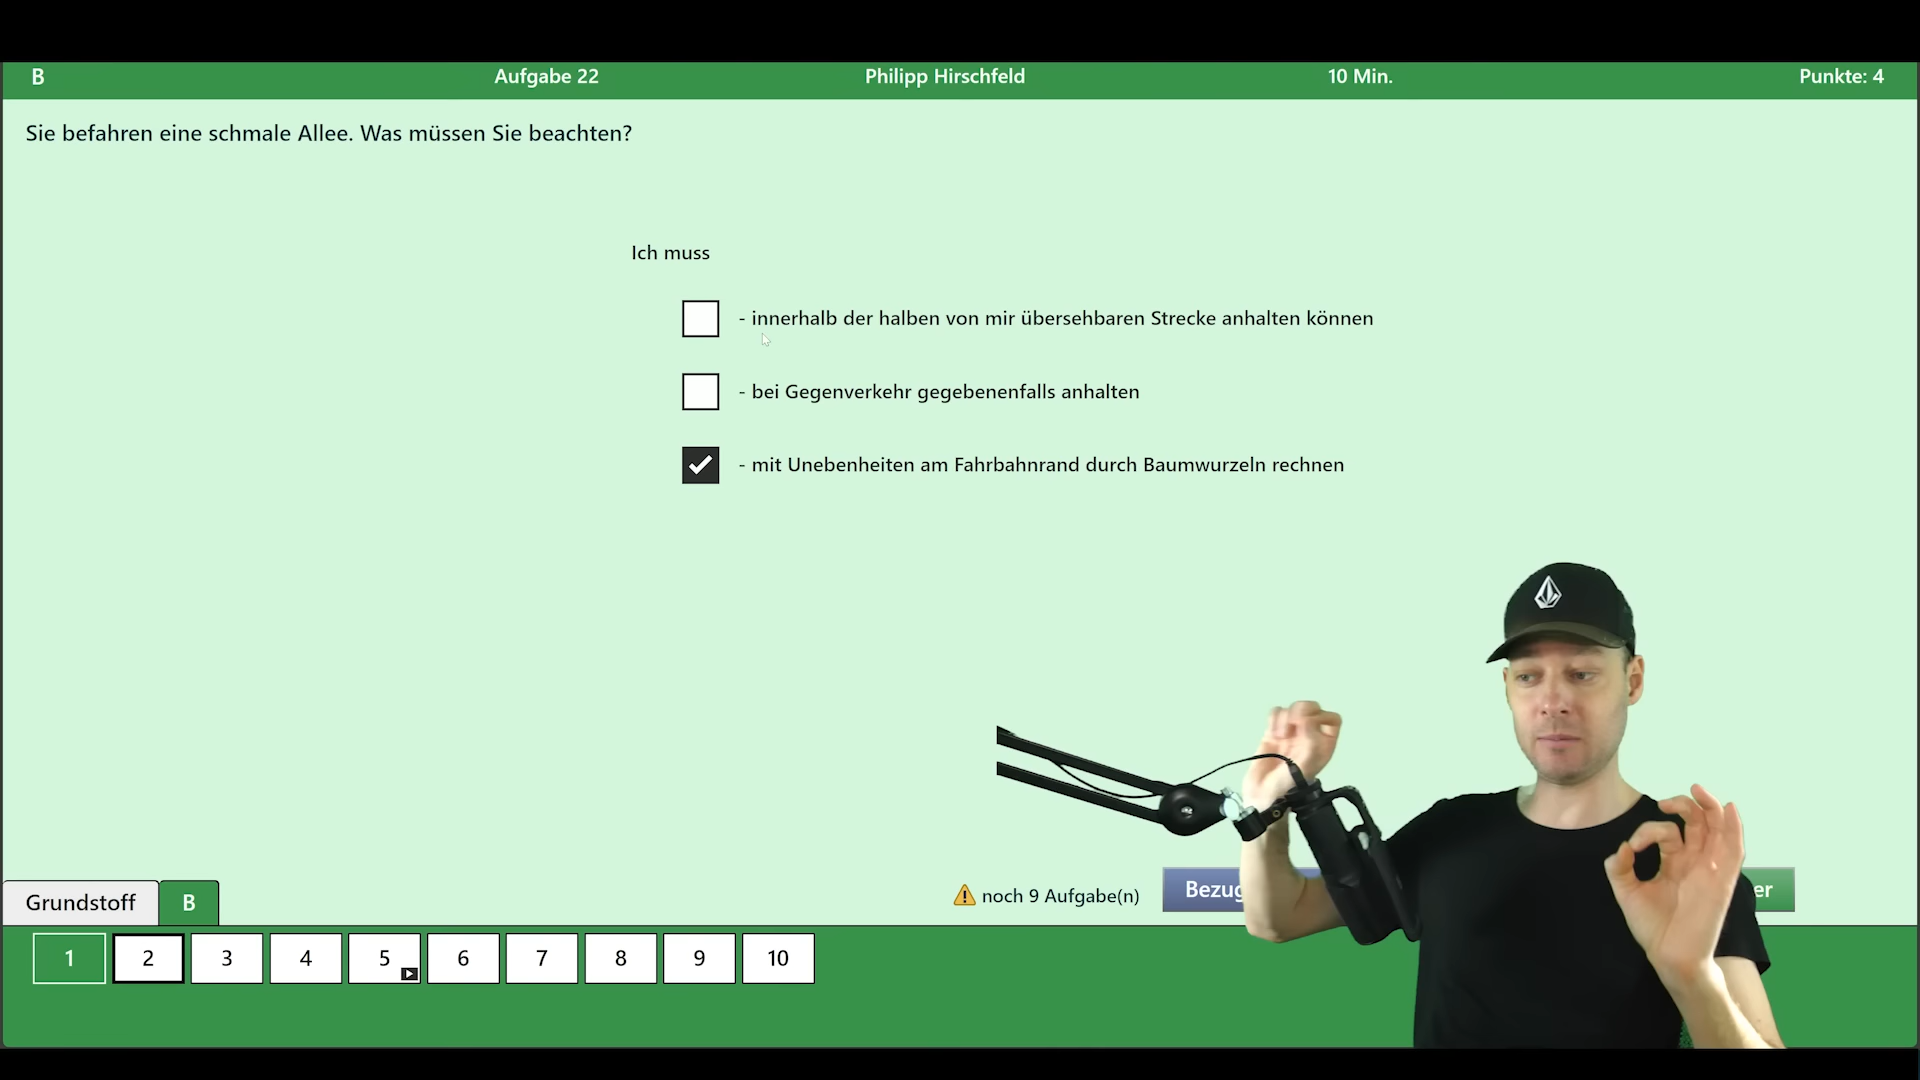 B Aufgabe 22 Philipp Hirschfeld 10 Min. Punkte: 4
Sie befahren eine schmale Allee. Was müssen Sie beachten?
Ich muss
- innerhalb der halben von mir übersehbaren Strecke anhalten können
- bei Gegenverkehr gegebenenfalls anhalten
- mit Unebenheiten am Fahrbahnrand durch Baumwurzeln rechnen
Grundstoff B
noch 9 Aufgabe(n)
1 2 3 4 5 6 7 8 9 10